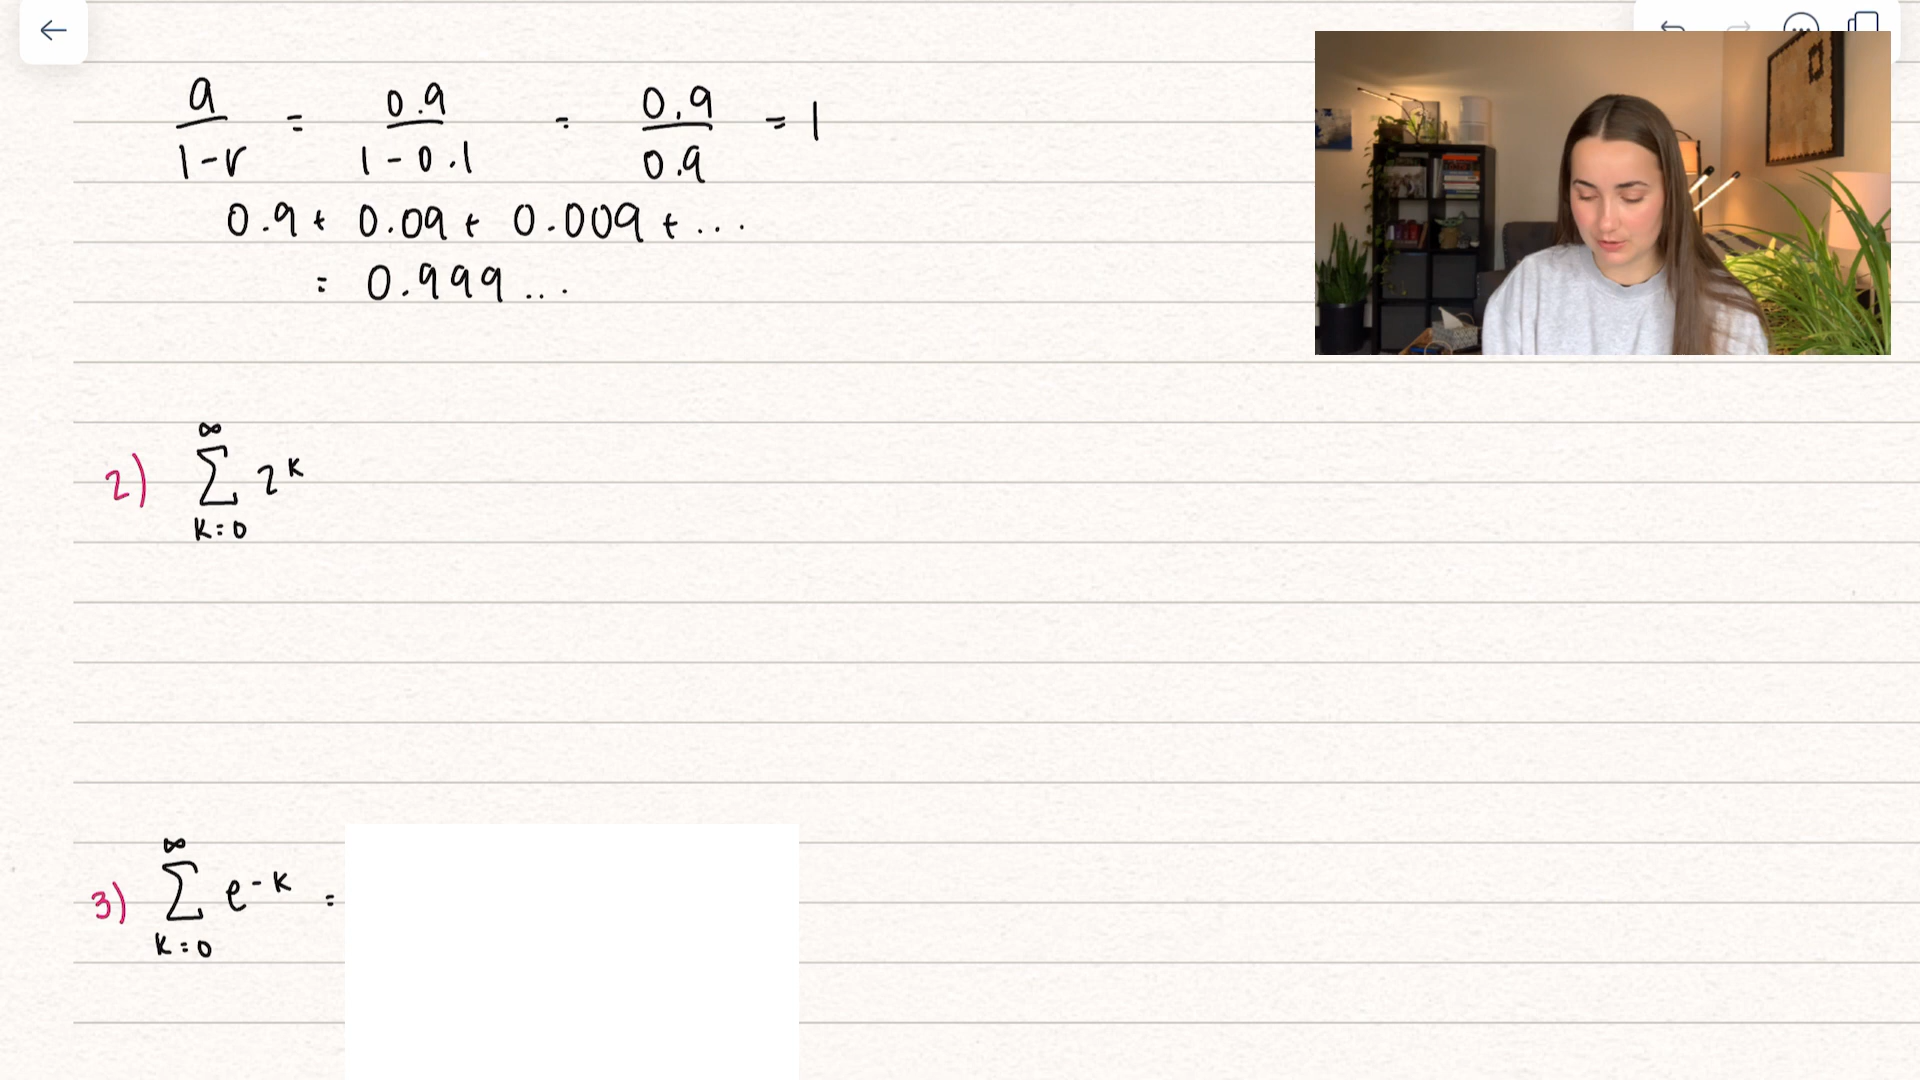 a/(1-r) = 0.9/(1-0.1) = 0.9/0.9 = 1
0.9 + 0.09 + 0.009 + ...
= 0.999...
2) ∞ Σ k=0 2^k
3) ∞ Σ k=0 e^-k =